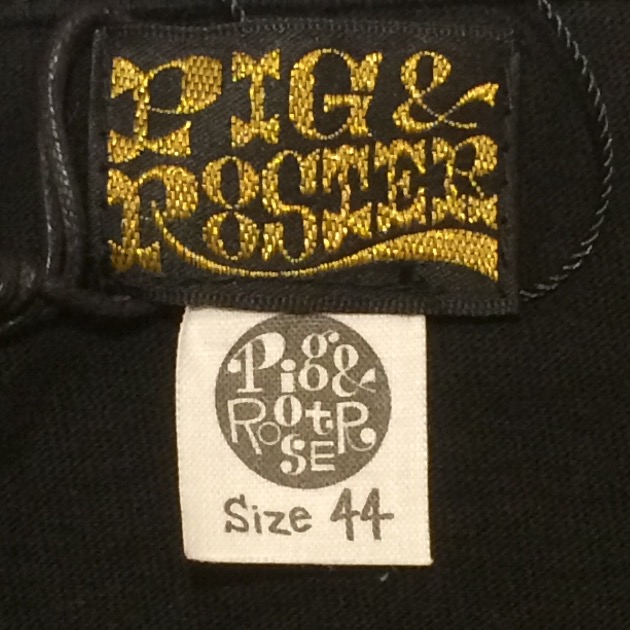 PIG &
ROOSTER
Pig &
RooStER
Size 44